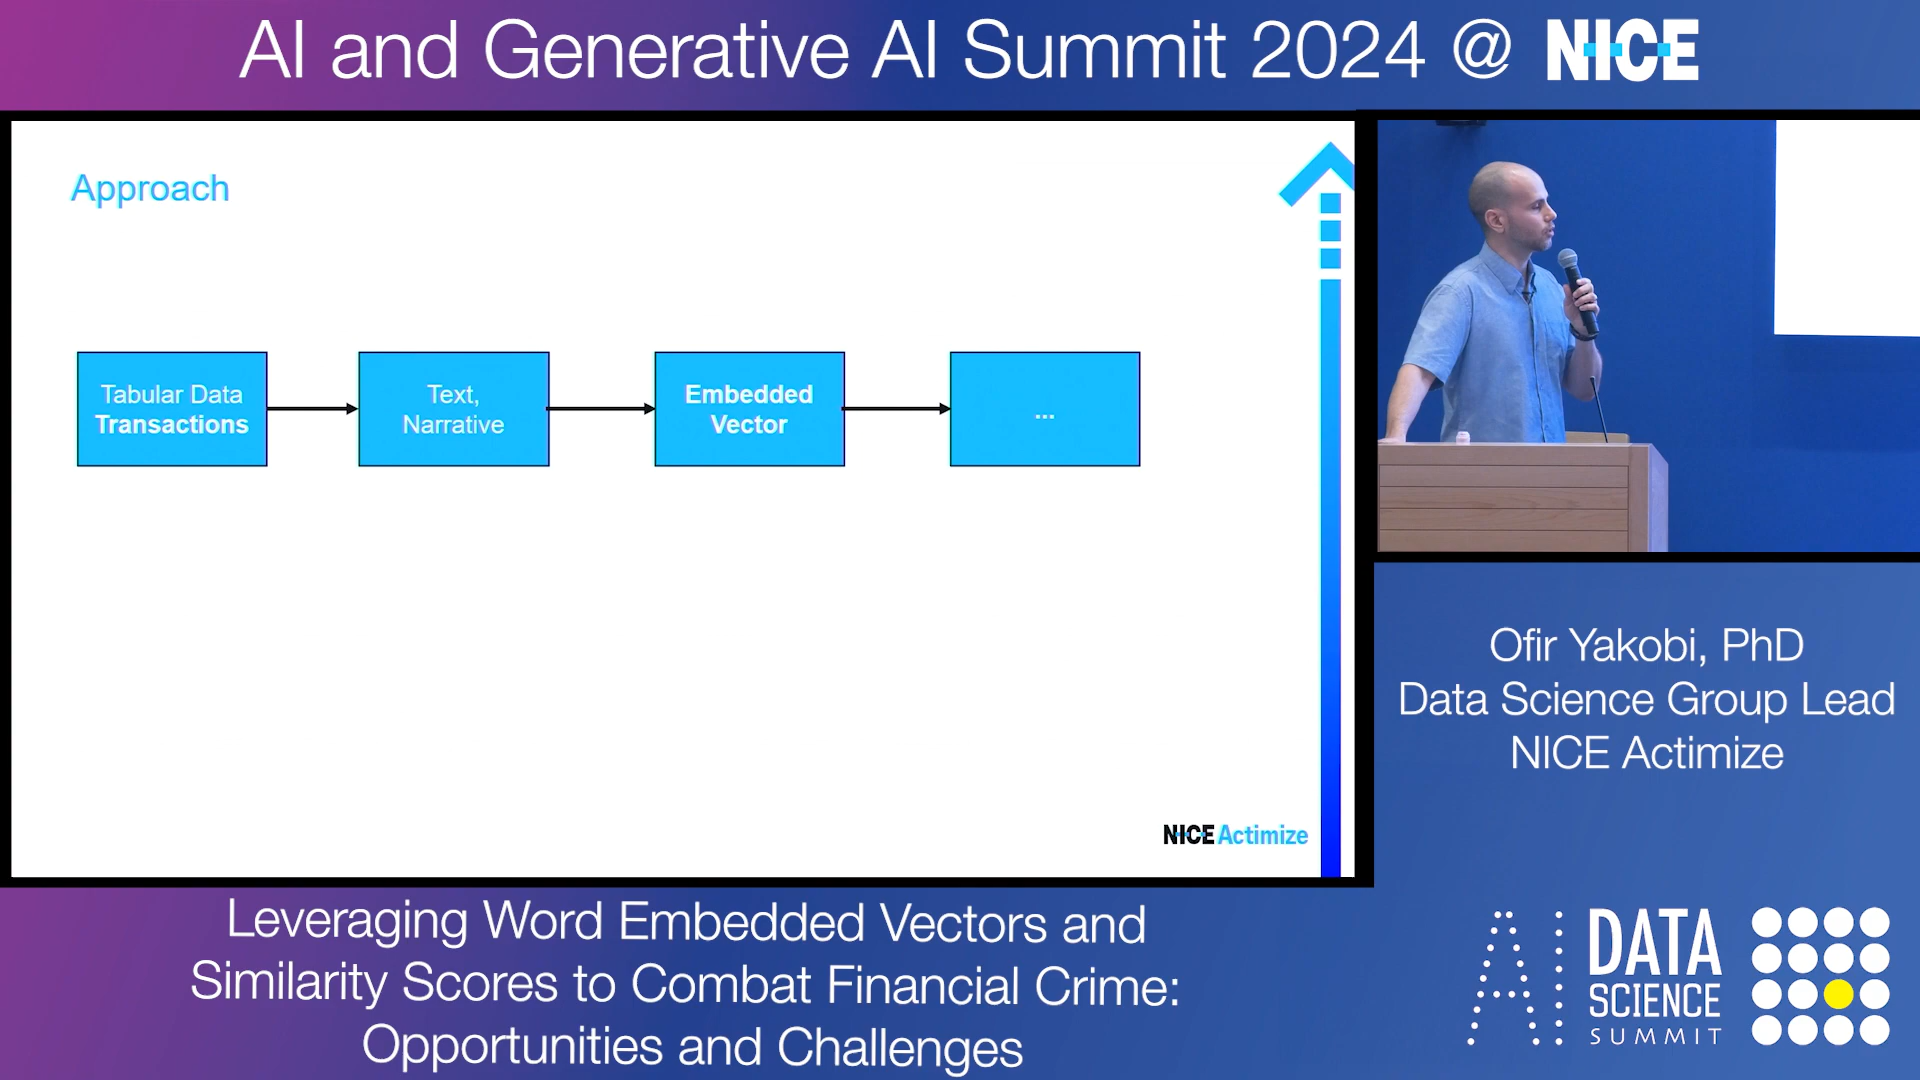 AI and Generative AI Summit 2024 @ NICE
Approach
Tabular Data
Transactions
Text,
Narrative
Embedded
Vector
...
NICE Actimize
Ofir Yakobi, PhD
Data Science Group Lead
NICE Actimize
Leveraging Word Embedded Vectors and
Similarity Scores to Combat Financial Crime:
Opportunities and Challenges
AI DATA
SCIENCE
SUMMIT